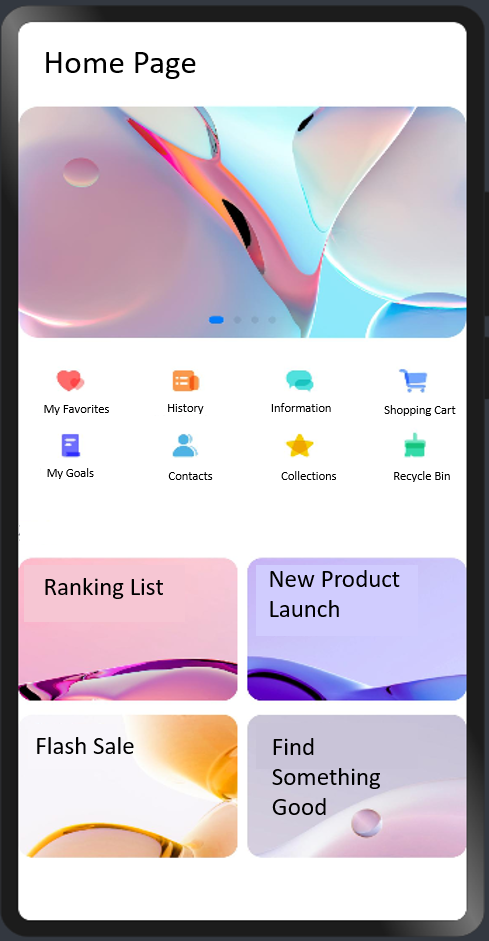 Home Page
My Favorites
History
Information
Shopping Cart
My Goals
Contacts
Collections
Recycle Bin
Ranking List
New Product
Launch
Flash Sale
Find
Something
Good